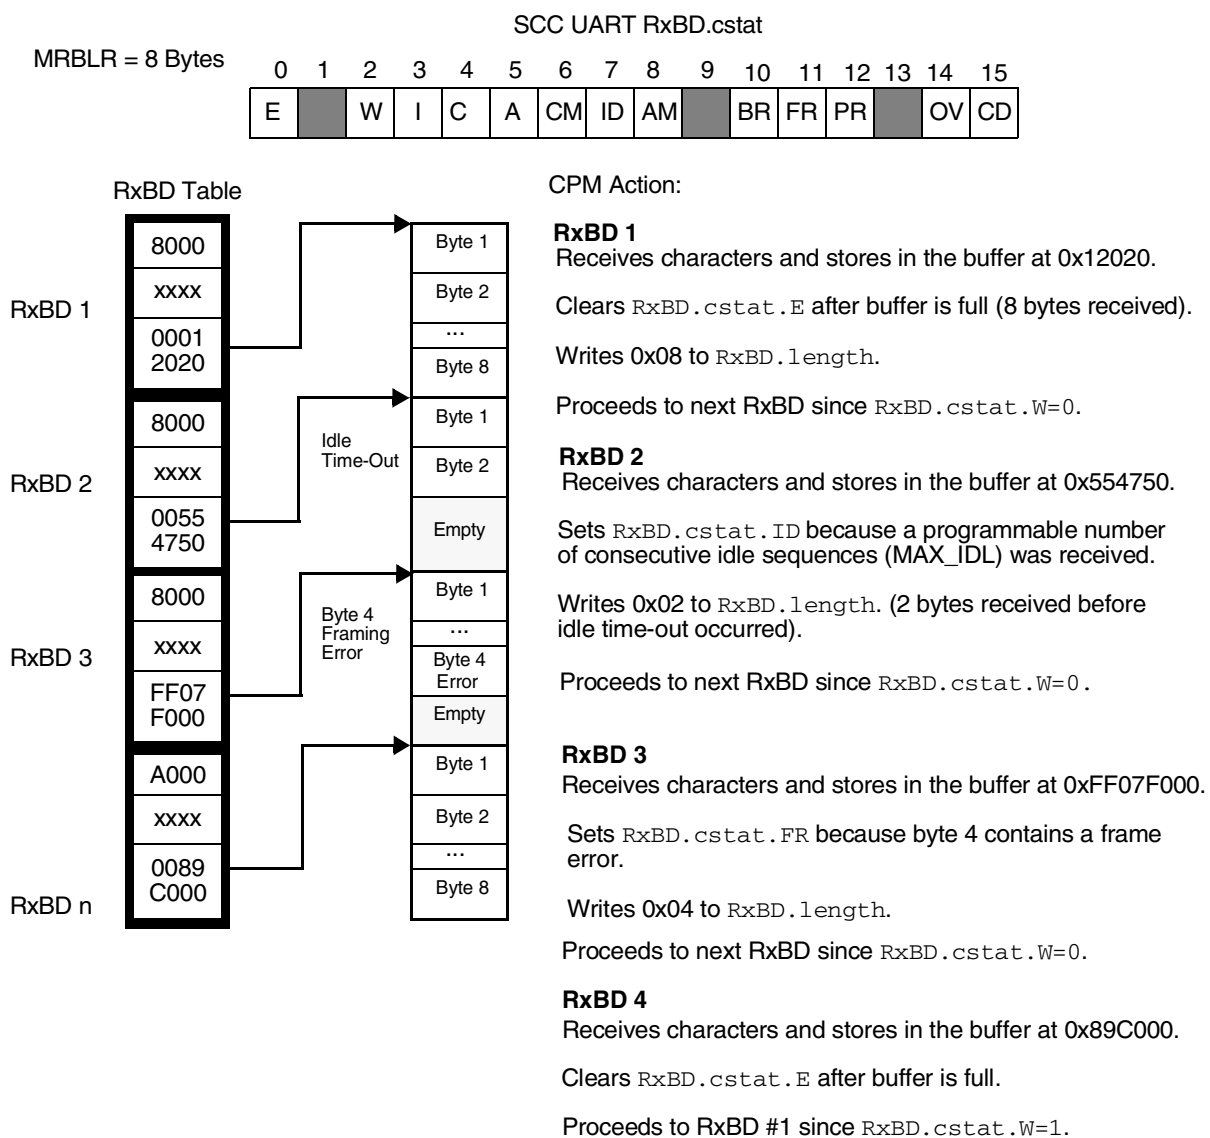 SCC UART RxBD.cstat
MRBLR = 8 Bytes
0 1 2 3 4 5 6 7 8 9 10 11 12 13 14 15
E W I C A CM ID AM BR FR PR OV CD
RxBD Table
CPM Action:
RxBD 1
8000
xxxx
0001
2020
Byte 1
Byte 2
...
Byte 8
RxBD 1
Receives characters and stores in the buffer at 0x12020.
Clears RxBD.cstat.E after buffer is full (8 bytes received).
Writes 0x08 to RxBD.length.
Proceeds to next RxBD since RxBD.cstat.W=0.
RxBD 2
8000
xxxx
0055
4750
Idle
Time-Out
Byte 1
Byte 2
Empty
RxBD 2
Receives characters and stores in the buffer at 0x554750.
Sets RxBD.cstat.ID because a programmable number
of consecutive idle sequences (MAX_IDL) was received.
Writes 0x02 to RxBD.length. (2 bytes received before
idle time-out occurred).
Proceeds to next RxBD since RxBD.cstat.W=0.
RxBD 3
8000
xxxx
FF07
F000
Byte 4
Framing
Error
Byte 1
...
Byte 4
Error
Empty
RxBD 3
Receives characters and stores in the buffer at 0xFF07F000.
Sets RxBD.cstat.FR because byte 4 contains a frame
error.
Writes 0x04 to RxBD.length.
Proceeds to next RxBD since RxBD.cstat.W=0.
RxBD n
A000
xxxx
0089
C000
Byte 1
Byte 2
...
Byte 8
RxBD 4
Receives characters and stores in the buffer at 0x89C000.
Clears RxBD.cstat.E after buffer is full.
Proceeds to RxBD #1 since RxBD.cstat.W=1.